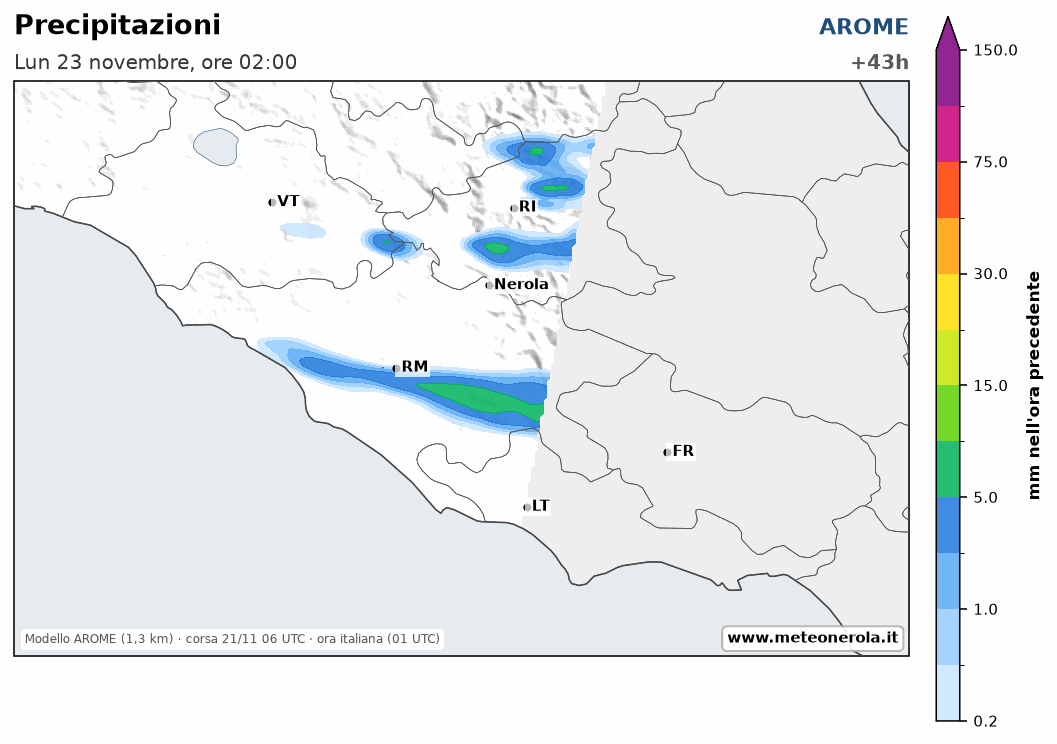 Precipitazioni
AROME
Lun 23 novembre, ore 02:00
+43h
150.0
75.0
30.0
15.0
5.0
1.0
0.2
mm nell'ora precedente
VT
RI
Nerola
RM
FR
LT
Modello AROME (1,3 km) · corsa 21/11 06 UTC · ora italiana (01 UTC)
www.meteonerola.it